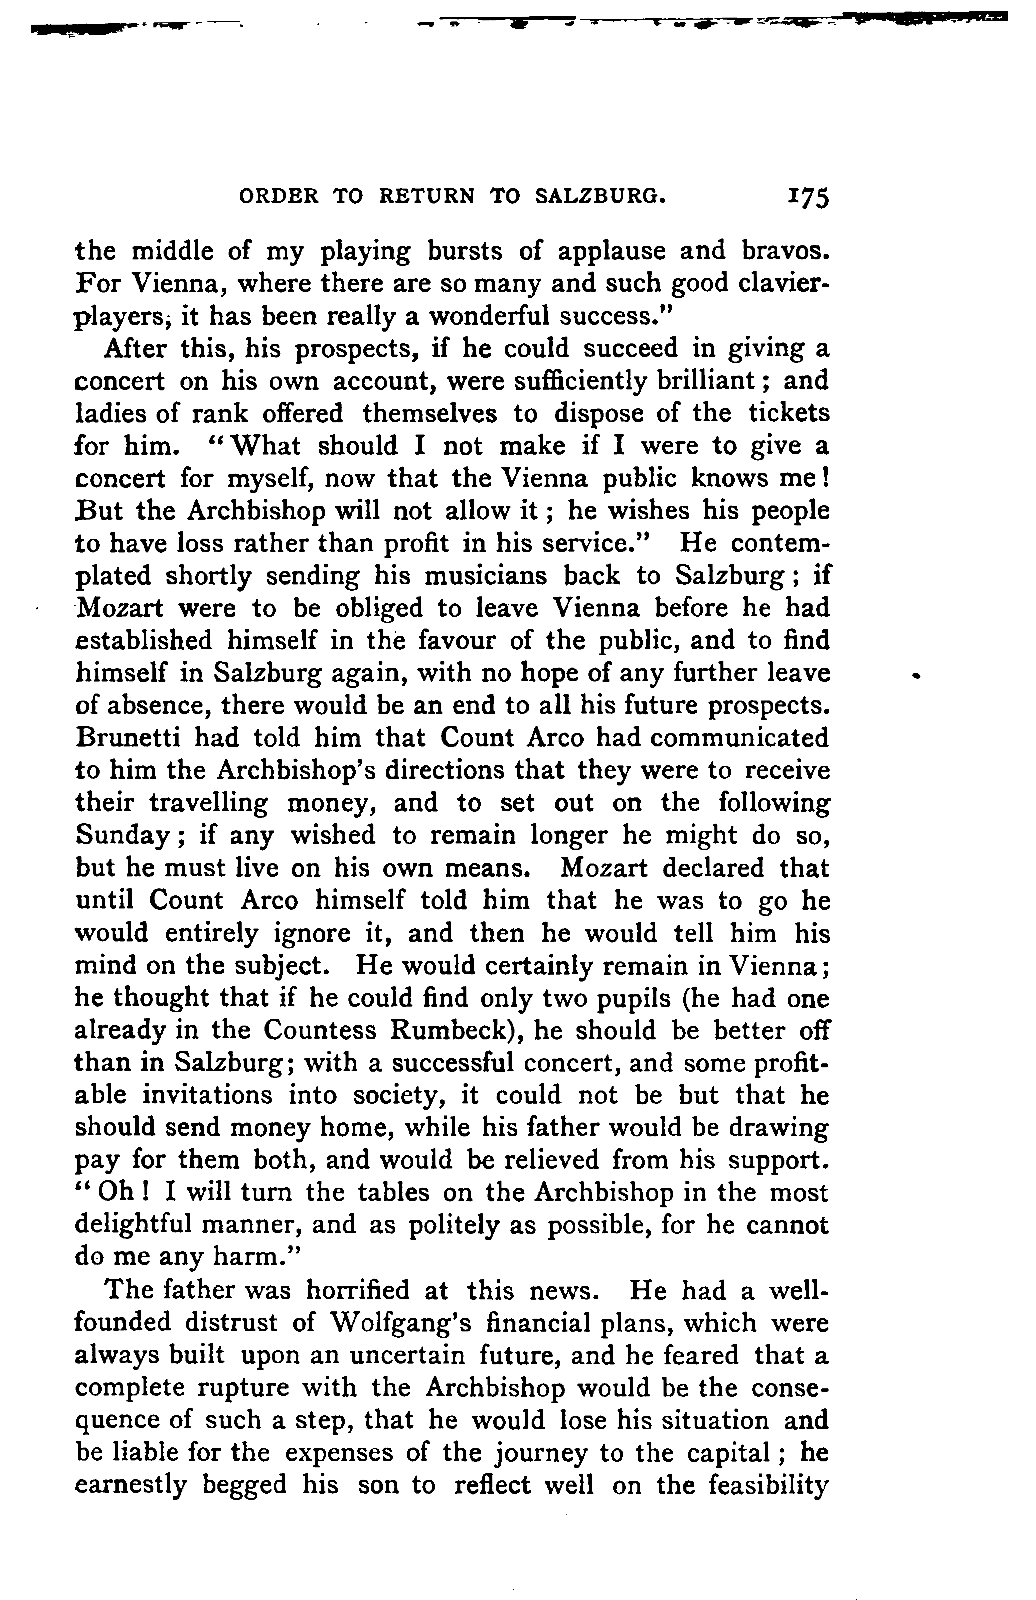 ORDER TO RETURN TO SALZBURG. 175
the middle of my playing bursts of applause and bravos.
For Vienna, where there are so many and such good clavier-
players, it has been really a wonderful success."
After this, his prospects, if he could succeed in giving a
concert on his own account, were sufficiently brilliant ; and
ladies of rank offered themselves to dispose of the tickets
for him. "What should I not make if I were to give a
concert for myself, now that the Vienna public knows me !
But the Archbishop will not allow it ; he wishes his people
to have loss rather than profit in his service." He contem-
plated shortly sending his musicians back to Salzburg ; if
Mozart were to be obliged to leave Vienna before he had
established himself in the favour of the public, and to find
himself in Salzburg again, with no hope of any further leave
of absence, there would be an end to all his future prospects.
Brunetti had told him that Count Arco had communicated
to him the Archbishop's directions that they were to receive
their travelling money, and to set out on the following
Sunday ; if any wished to remain longer he might do so,
but he must live on his own means. Mozart declared that
until Count Arco himself told him that he was to go he
would entirely ignore it, and then he would tell him his
mind on the subject. He would certainly remain in Vienna ;
he thought that if he could find only two pupils (he had one
already in the Countess Rumbeck), he should be better off
than in Salzburg ; with a successful concert, and some profit-
able invitations into society, it could not be but that he
should send money home, while his father would be drawing
pay for them both, and would be relieved from his support.
" Oh ! I will turn the tables on the Archbishop in the most
delightful manner, and as politely as possible, for he cannot
do me any harm."
The father was horrified at this news. He had a well-
founded distrust of Wolfgang's financial plans, which were
always built upon an uncertain future, and he feared that a
complete rupture with the Archbishop would be the conse-
quence of such a step, that he would lose his situation and
be liable for the expenses of the journey to the capital ; he
earnestly begged his son to reflect well on the feasibility